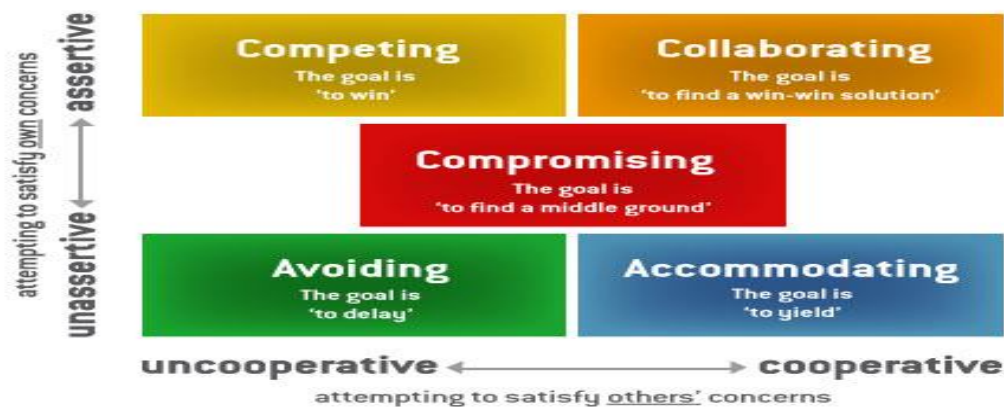 assertive
unassertive
attempting to satisfy own concerns
Competing
The goal is
'to win'
Collaborating
The goal is
'to find a win-win solution'
Compromising
The goal is
'to find a middle ground'
Avoiding
The goal is
'to delay'
Accommodating
The goal is
'to yield'
uncooperative
cooperative
attempting to satisfy others' concerns